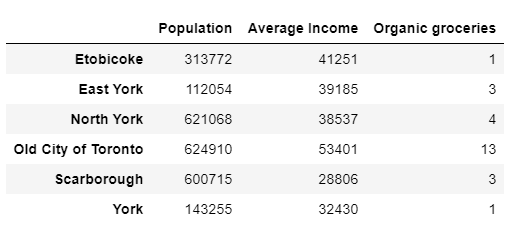 Population Average Income Organic groceries
Etobicoke 313772 41251 1
East York 112054 39185 3
North York 621068 38537 4
Old City of Toronto 624910 53401 13
Scarborough 600715 28806 3
York 143255 32430 1